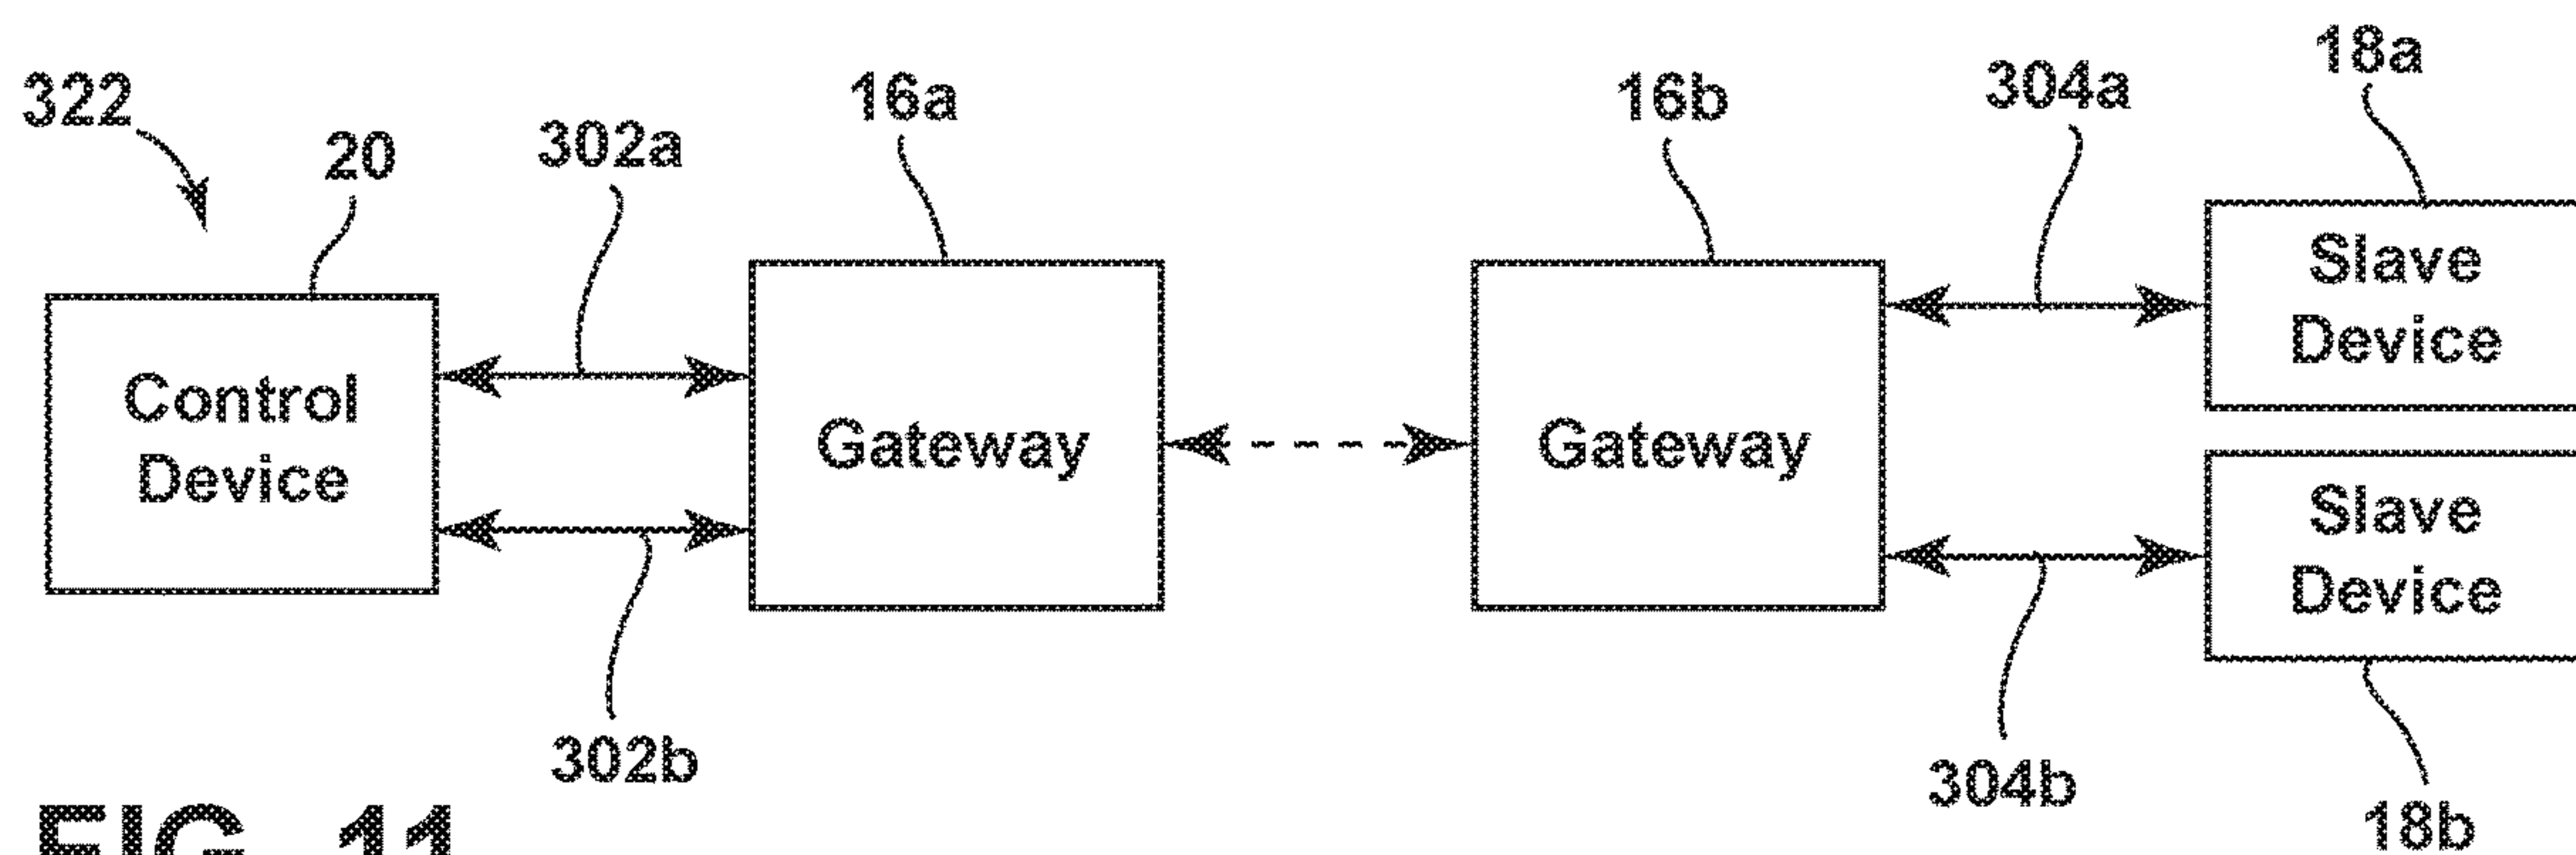 322
20
302a
16a
16b
304a
18a
Control
Device
Gateway
Gateway
Slave
Device
Slave
Device
302b
304b
18b
FIG. 11